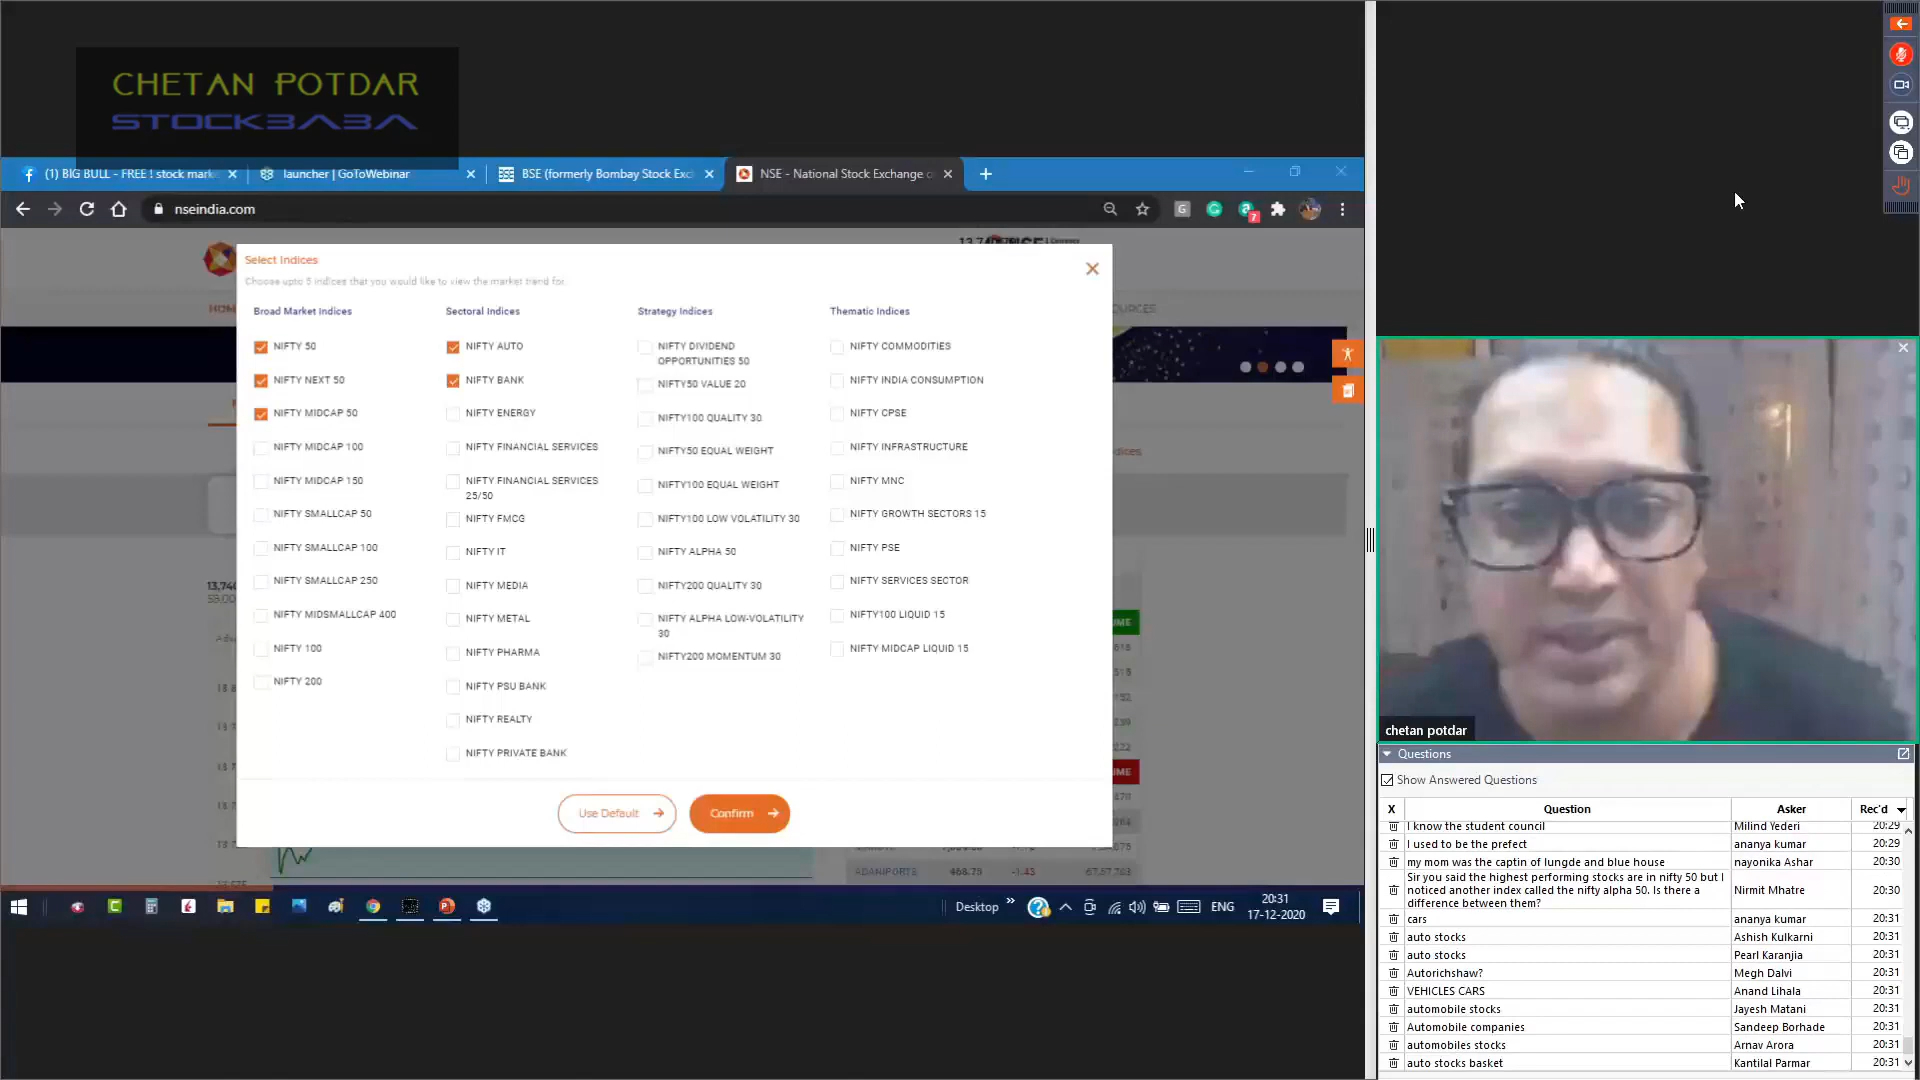 CHETAN POTDAR
STOCKBABA
(1) BIG BULL - FREE ! stock mark
launcher | GoToWebinar
BSE (formerly Bombay Stock Exc
NSE - National Stock Exchange o
nseindia.com
7
Select Indices
Choose upto 5 indices that you would like to view the market trend for.
Broad Market Indices
NIFTY 50
NIFTY NEXT 50
NIFTY MIDCAP 50
NIFTY MIDCAP 100
NIFTY MIDCAP 150
NIFTY SMALLCAP 50
NIFTY SMALLCAP 100
NIFTY SMALLCAP 250
NIFTY MIDSMALLCAP 400
NIFTY 100
NIFTY 200
Sectoral Indices
NIFTY AUTO
NIFTY BANK
NIFTY ENERGY
NIFTY FINANCIAL SERVICES
NIFTY FINANCIAL SERVICES
25/50
NIFTY FMCG
NIFTY IT
NIFTY MEDIA
NIFTY METAL
NIFTY PHARMA
NIFTY PSU BANK
NIFTY REALTY
NIFTY PRIVATE BANK
Strategy Indices
NIFTY DIVIDEND
OPPORTUNITIES 50
NIFTY50 VALUE 20
NIFTY100 QUALITY 30
NIFTY50 EQUAL WEIGHT
NIFTY100 EQUAL WEIGHT
NIFTY100 LOW VOLATILITY 30
NIFTY ALPHA 50
NIFTY200 QUALITY 30
NIFTY ALPHA LOW-VOLATILITY
30
NIFTY200 MOMENTUM 30
Thematic Indices
NIFTY COMMODITIES
NIFTY INDIA CONSUMPTION
NIFTY CPSE
NIFTY INFRASTRUCTURE
NIFTY MNC
NIFTY GROWTH SECTORS 15
NIFTY PSE
NIFTY SERVICES SECTOR
NIFTY100 LIQUID 15
NIFTY MIDCAP LIQUID 15
Use Default
Confirm
ADANIPORTS 468.75 -1.43
Desktop
ENG
20:31
17-12-2020
chetan potdar
Questions
Show Answered Questions
X Question Asker Rec'd
I know the student council Milind Yederi 20:29
I used to be the prefect ananya kumar 20:29
my mom was the captin of lungde and blue house nayonika Ashar 20:30
Sir you said the highest performing stocks are in nifty 50 but I
noticed another index called the nifty alpha 50. Is there a Nirmit Mhatre 20:30
difference between them?
cars ananya kumar 20:31
auto stocks Ashish Kulkarni 20:31
auto stocks Pearl Karanjia 20:31
Autorichshaw? Megh Dalvi 20:31
VEHICLES CARS Anand Lihala 20:31
automobile stocks Jayesh Matani 20:31
Automobile companies Sandeep Borhade 20:31
automobiles stocks Arnav Arora 20:31
auto stocks basket Kantilal Parmar 20:31